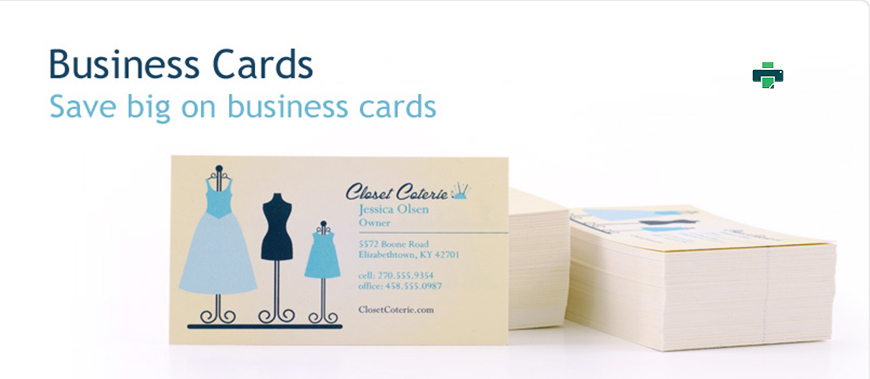 Business Cards
Save big on business cards
Closet Coterie
Jessica Olsen
Owner
5572 Boone Road
Elizabethtown, KY 42701
cell: 270.555.9354
office: 458.555.0987
ClosetCoterie.com